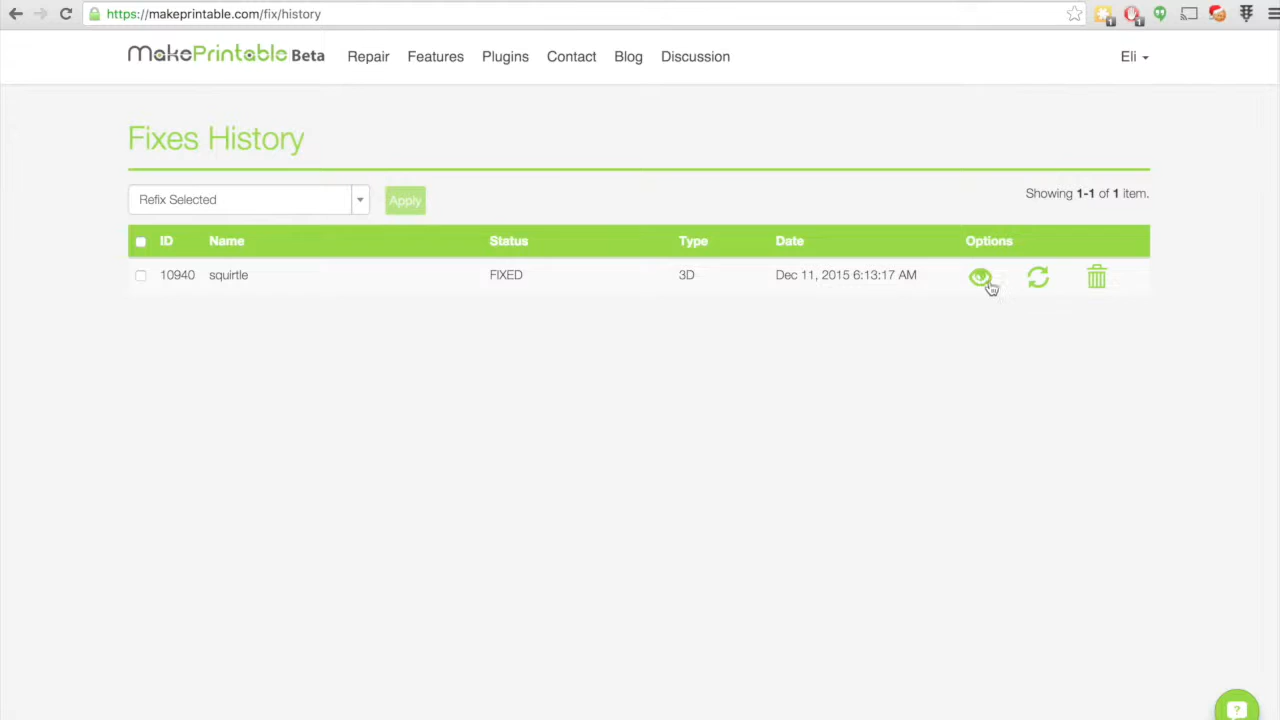 https://makeprintable.com/fix/history
MakePrintable Beta Repair Features Plugins Contact Blog Discussion Eli
Fixes History
Refix Selected Apply Showing 1-1 of 1 item.
ID Name Status Type Date Options
10940 squirtle FIXED 3D Dec 11, 2015 6:13:17 AM